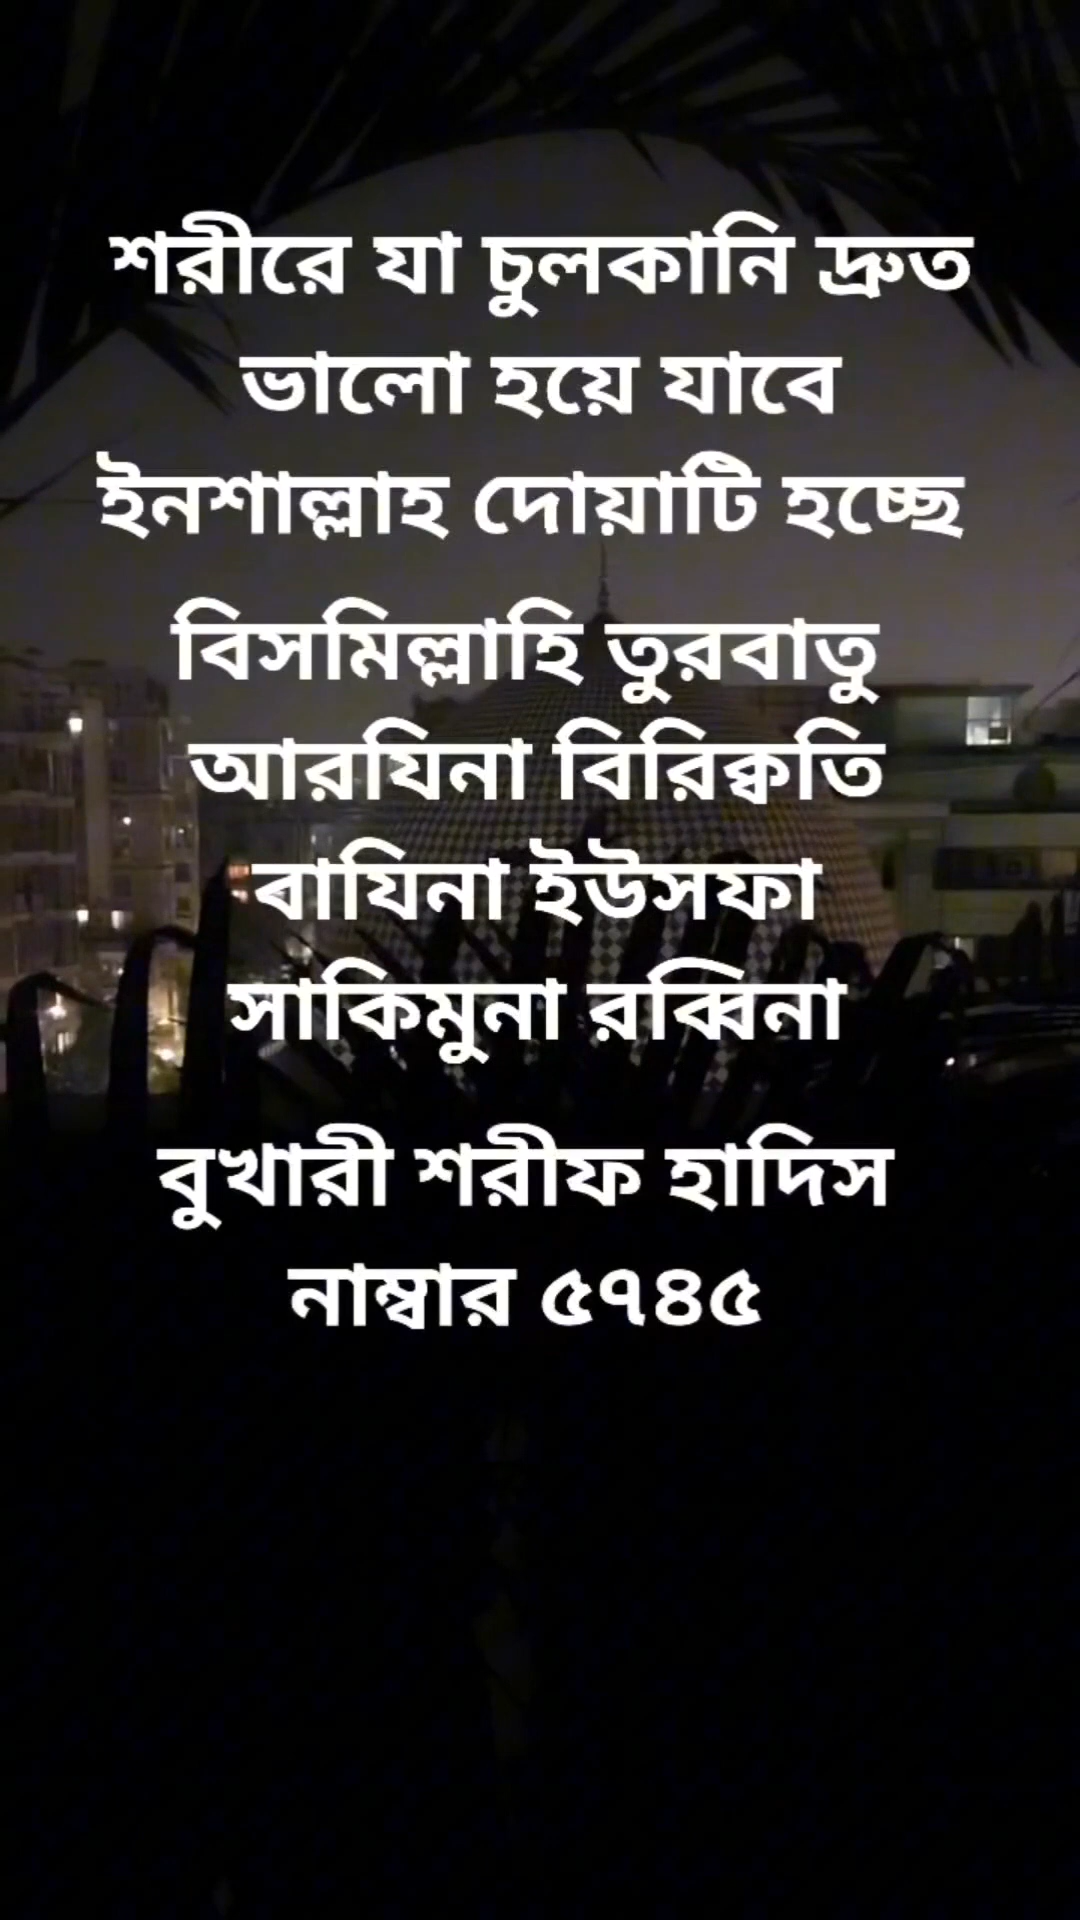 শরীরে যা চুলকানি দ্রুত
ভালো হয়ে যাবে
ইনশাল্লাহ দোয়াটি হচ্ছে
বিসমিল্লাহি তুরবাতু
আরযিনা বিরিক্বতি
বাযিনা ইউসফা
সাকিমুনা রব্বিনা
বুখারী শরীফ হাদিস
নাম্বার ৫৭৪৫